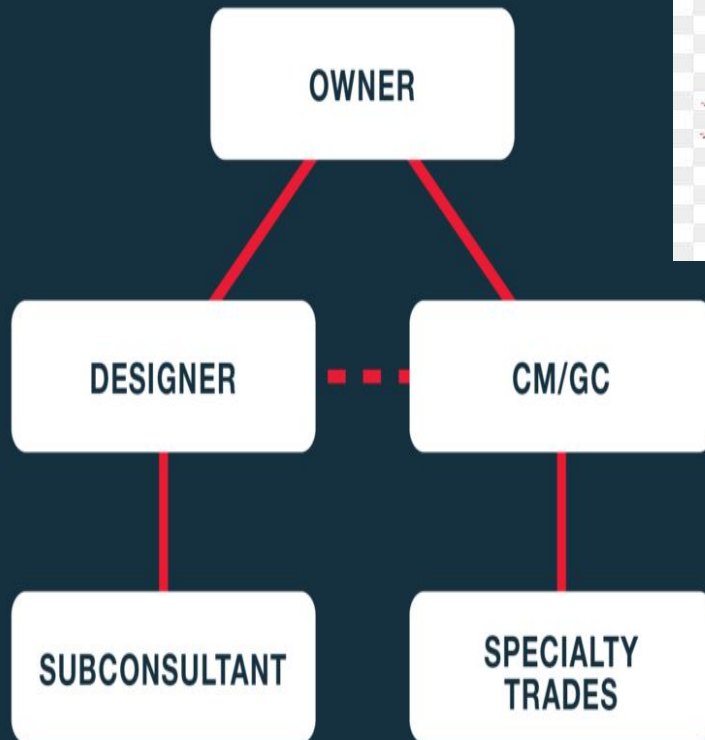 OWNER
DESIGNER
CM/GC
SUBCONSULTANT
SPECIALTY
TRADES